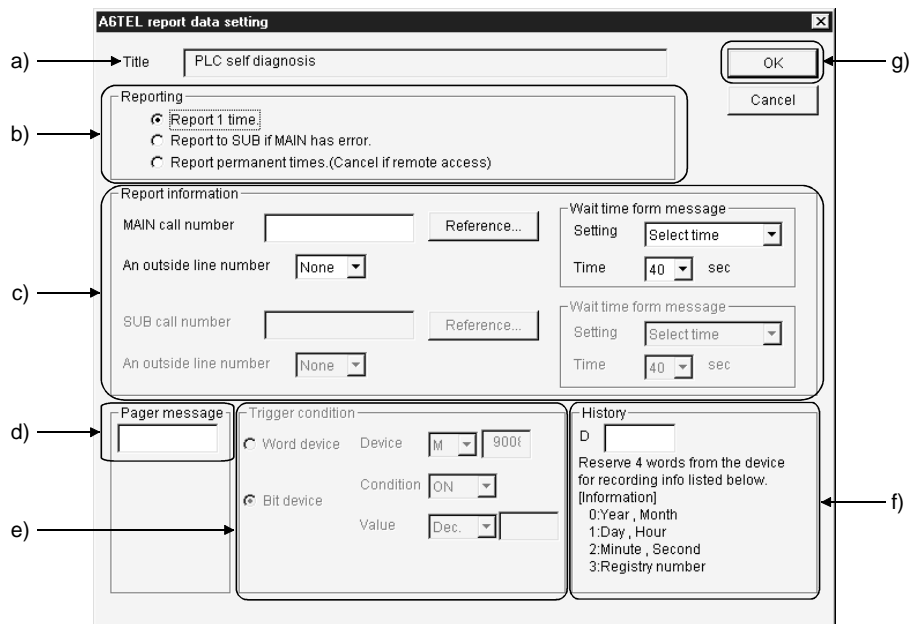 A6TEL report data setting
a)
Title
PLC self diagnosis
OK
g)
Cancel
b)
Reporting
Report 1 time.
Report to SUB if MAIN has error.
Report permanent times.(Cancel if remote access)
c)
Report information
MAIN call number
Reference...
An outside line number
None
Wait time form message
Setting
Select time
Time
40
sec
SUB call number
Reference...
An outside line number
None
Wait time form message
Setting
Select time
Time
40
sec
d)
Pager message
e)
Trigger condition
Word device
Bit device
Device
M
Condition
ON
Value
Dec.
f)
History
D
Reserve 4 words from the device
for recording info listed below.
[Information]
0:Year , Month
1:Day , Hour
2:Minute , Second
3:Registry number